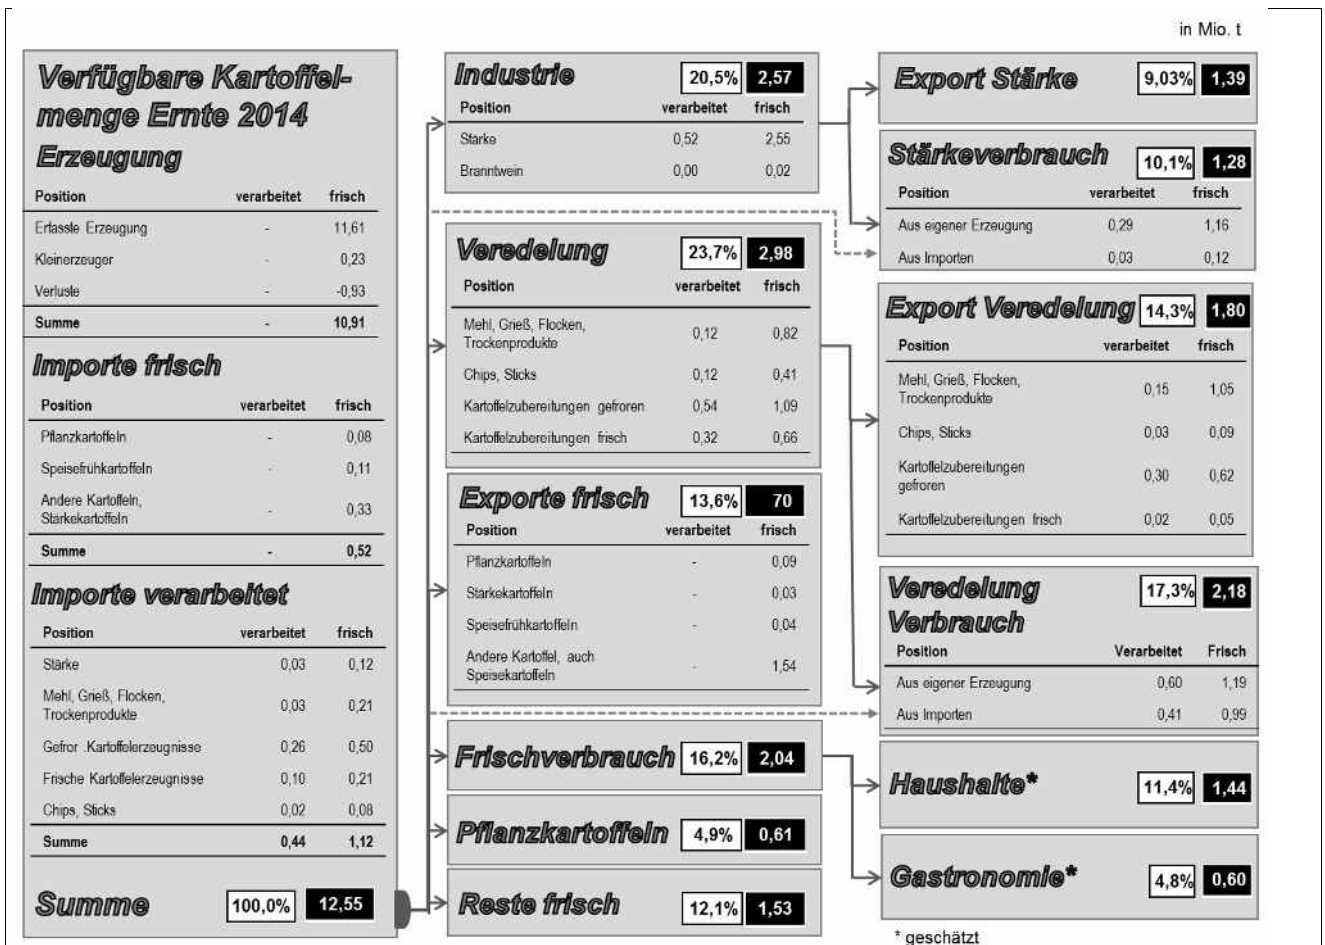 in Mio. t
Verfügbare Kartoffel-
menge Ernte 2014
Erzeugung
Position verarbeitet frisch
Erfasste Erzeugung - 11,61
Kleinerzeuger - 0,23
Verluste - -0,93
Summe - 10,91
Importe frisch
Position verarbeitet frisch
Pflanzkartoffeln - 0,08
Speisefrühkartoffeln - 0,11
Andere Kartoffeln,
Stärkekartoffeln - 0,33
Summe - 0,52
Importe verarbeitet
Position verarbeitet frisch
Stärke 0,03 0,12
Mehl, Grieß, Flocken,
Trockenprodukte 0,03 0,21
Gefror .Kartoffelerzeugnisse 0,26 0,50
Frische Kartoffelerzeugnisse 0,10 0,21
Chips, Sticks 0,02 0,08
Summe 0,44 1,12
Summe 100,0% 12,55
Industrie 20,5% 2,57
Position verarbeitet frisch
Stärke 0,52 2,55
Branntwein 0,00 0,02
Veredelung 23,7% 2,98
Position verarbeitet frisch
Mehl, Grieß, Flocken,
Trockenprodukte 0,12 0,82
Chips, Sticks 0,12 0,41
Kartoffelzubereitungen gefroren 0,54 1,09
Kartoffelzubereitungen frisch 0,32 0,66
Exporte frisch 13,6% 70
Position verarbeitet frisch
Pflanzkartoffeln - 0,09
Stärkekartoffeln - 0,03
Speisefrühkartoffeln - 0,04
Andere Kartoffel, auch
Speisekartoffeln - 1,54
Frischverbrauch 16,2% 2,04
Pflanzkartoffeln 4,9% 0,61
Reste frisch 12,1% 1,53
Export Stärke 9,03% 1,39
Stärkeverbrauch 10,1% 1,28
Position verarbeitet frisch
Aus eigener Erzeugung 0,29 1,16
Aus Importen 0,03 0,12
Export Veredelung 14,3% 1,80
Position verarbeitet frisch
Mehl, Grieß, Flocken,
Trockenprodukte 0,15 1,05
Chips, Sticks 0,03 0,09
Kartoffelzubereitungen
gefroren 0,30 0,62
Kartoffelzubereitungen frisch 0,02 0,05
Veredelung 17,3% 2,18
Verbrauch
Position Verarbeitet Frisch
Aus eigener Erzeugung 0,60 1,19
Aus Importen 0,41 0,99
Haushalte* 11,4% 1,44
Gastronomie* 4,8% 0,60
* geschätzt